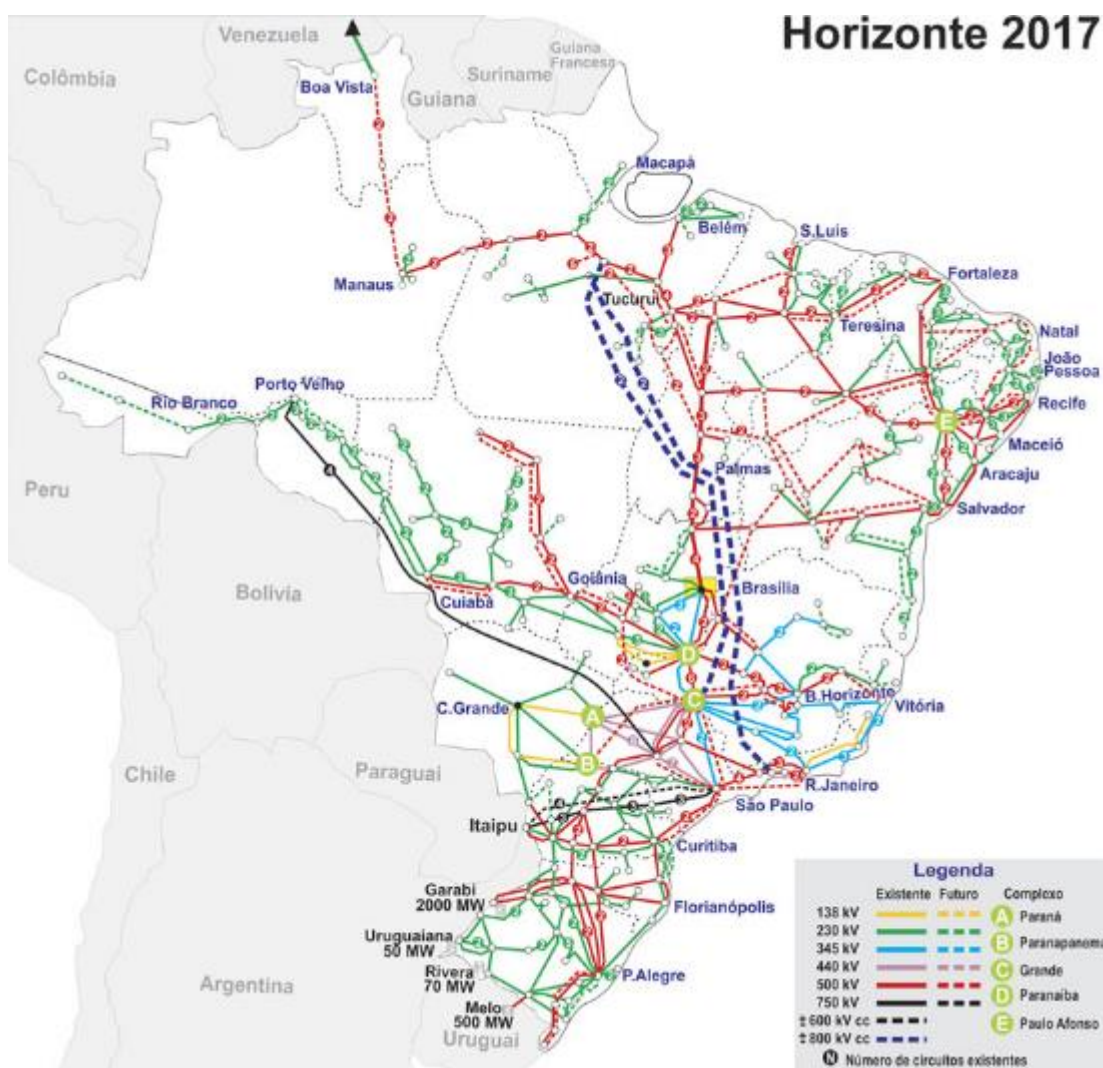 Horizonte 2017
Venezuela
Guiana
Francesa
Suriname
Colômbia
Boa Vista
Guiana
Macapá
Belém
S.Luis
Fortaleza
Manaus
Tucuruí
Teresina
Natal
João
Pessoa
Porto Velho
Rio Branco
Recife
E
Maceió
Palmas
Aracaju
Peru
Salvador
Goiânia
Brasília
Bolivia
Cuiabá
D
C
B.Horizonte
Vitória
C.Grande
A
B
Chile
Paraguai
R.Janeiro
São Paulo
Itaipu
Curitiba
Garabi
2000 MW
Florianópolis
Uruguaiana
50 MW
Rivera
70 MW
P.Alegre
Melo
500 MW
Argentina
Uruguai
Legenda
Existente Futuro Complexo
138 kV A Paraná
230 kV
345 kV B Paranapanema
440 kV C Grande
500 kV D Paranaíba
750 kV
±600 kV cc E Paulo Afonso
±800 kV cc
N Número de circuitos existentes